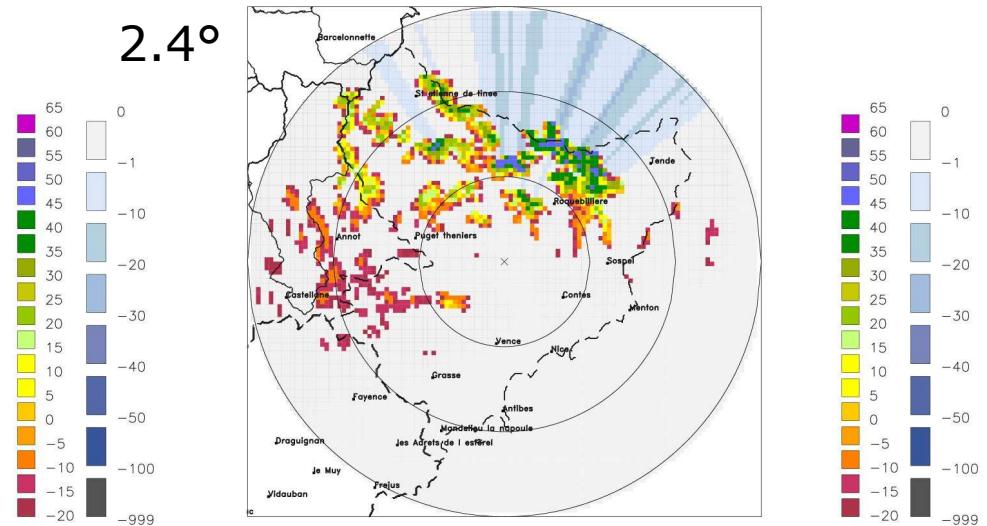 2.4°
Barcelonnette
St etienne de tinee
Tende
Roquebilliere
Annot
Puget theniers
Sospel
Castellane
Contes
Menton
Vence
Nice
Grasse
Fayence
Antibes
Mandelieu la napoule
Draguignan
les Adrets de l esterel
le Muy
Frejus
Vidauban
65
60
55
50
45
40
35
30
25
20
15
10
5
0
−5
−10
−15
−20
0
−1
−10
−20
−30
−40
−50
−100
−999
65
60
55
50
45
40
35
30
25
20
15
10
5
0
−5
−10
−15
−20
0
−1
−10
−20
−30
−40
−50
−100
−999